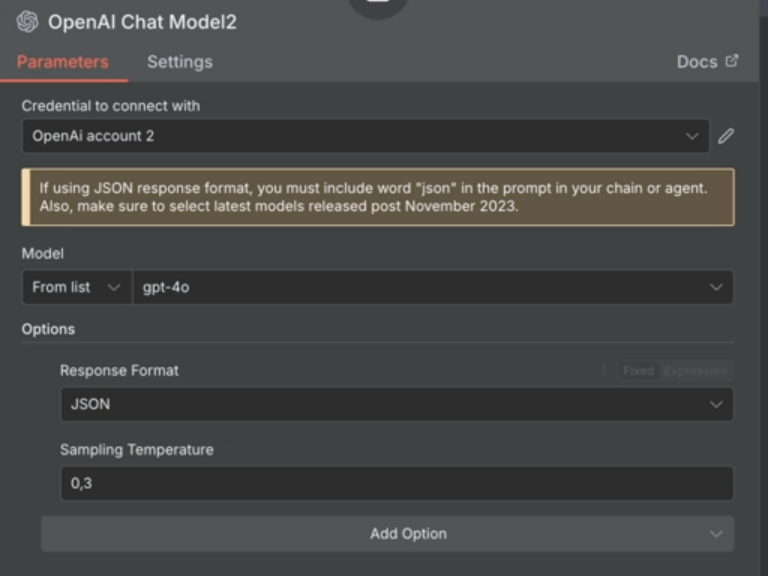 OpenAI Chat Model2
Parameters Settings Docs
Credential to connect with
OpenAi account 2
If using JSON response format, you must include word "json" in the prompt in your chain or agent.
Also, make sure to select latest models released post November 2023.
Model
From list gpt-4o
Options
Response Format Fixed Expression
JSON
Sampling Temperature
0,3
Add Option